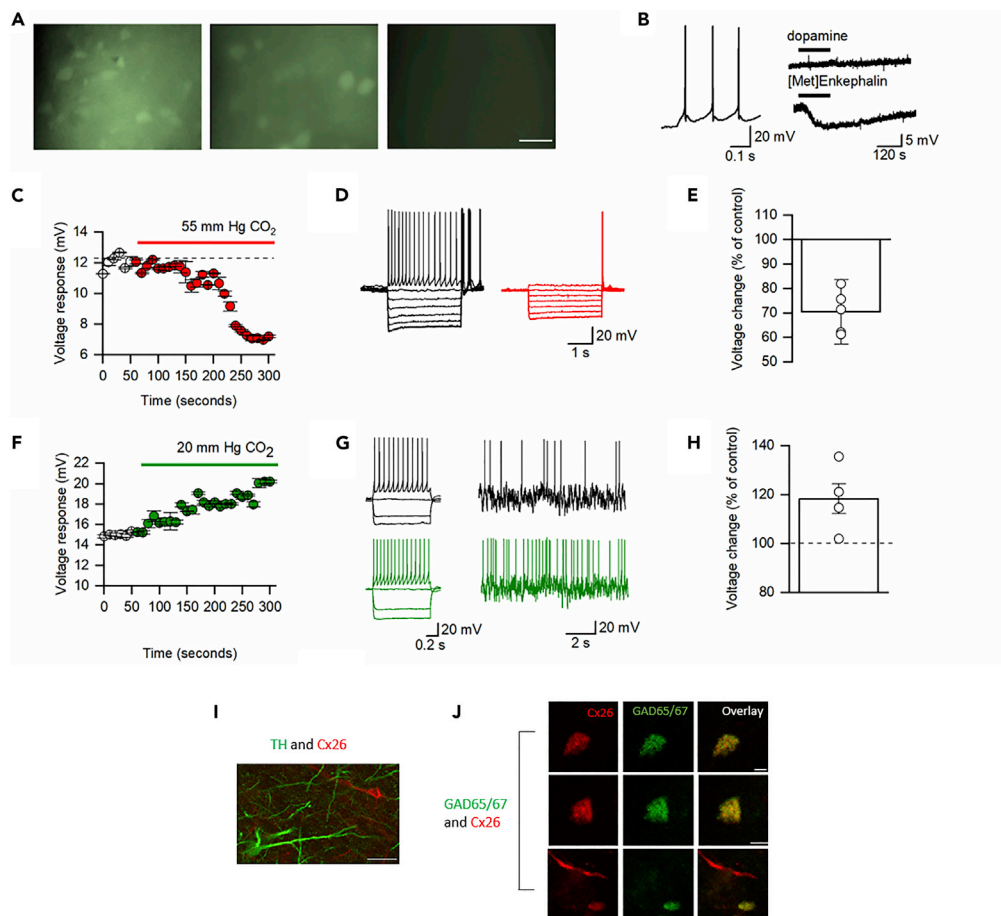 A
B
dopamine
[Met]Enkephalin
20 mV
0.1 s
5 mV
120 s
C
55 mm Hg CO2
Voltage response (mV)
14
12
10
8
6
0 50 100 150 200 250 300
Time (seconds)
D
20 mV
1 s
E
Voltage change (% of control)
110
100
90
80
70
60
50
F
20 mm Hg CO2
Voltage response (mV)
22
20
18
16
14
12
0 50 100 150 200 250 300
Time (seconds)
G
20 mV
0.2 s
20 mV
2 s
H
Voltage change (% of control)
140
120
100
80
I
TH and Cx26
J
Cx26 GAD65/67 Overlay
GAD65/67
and Cx26